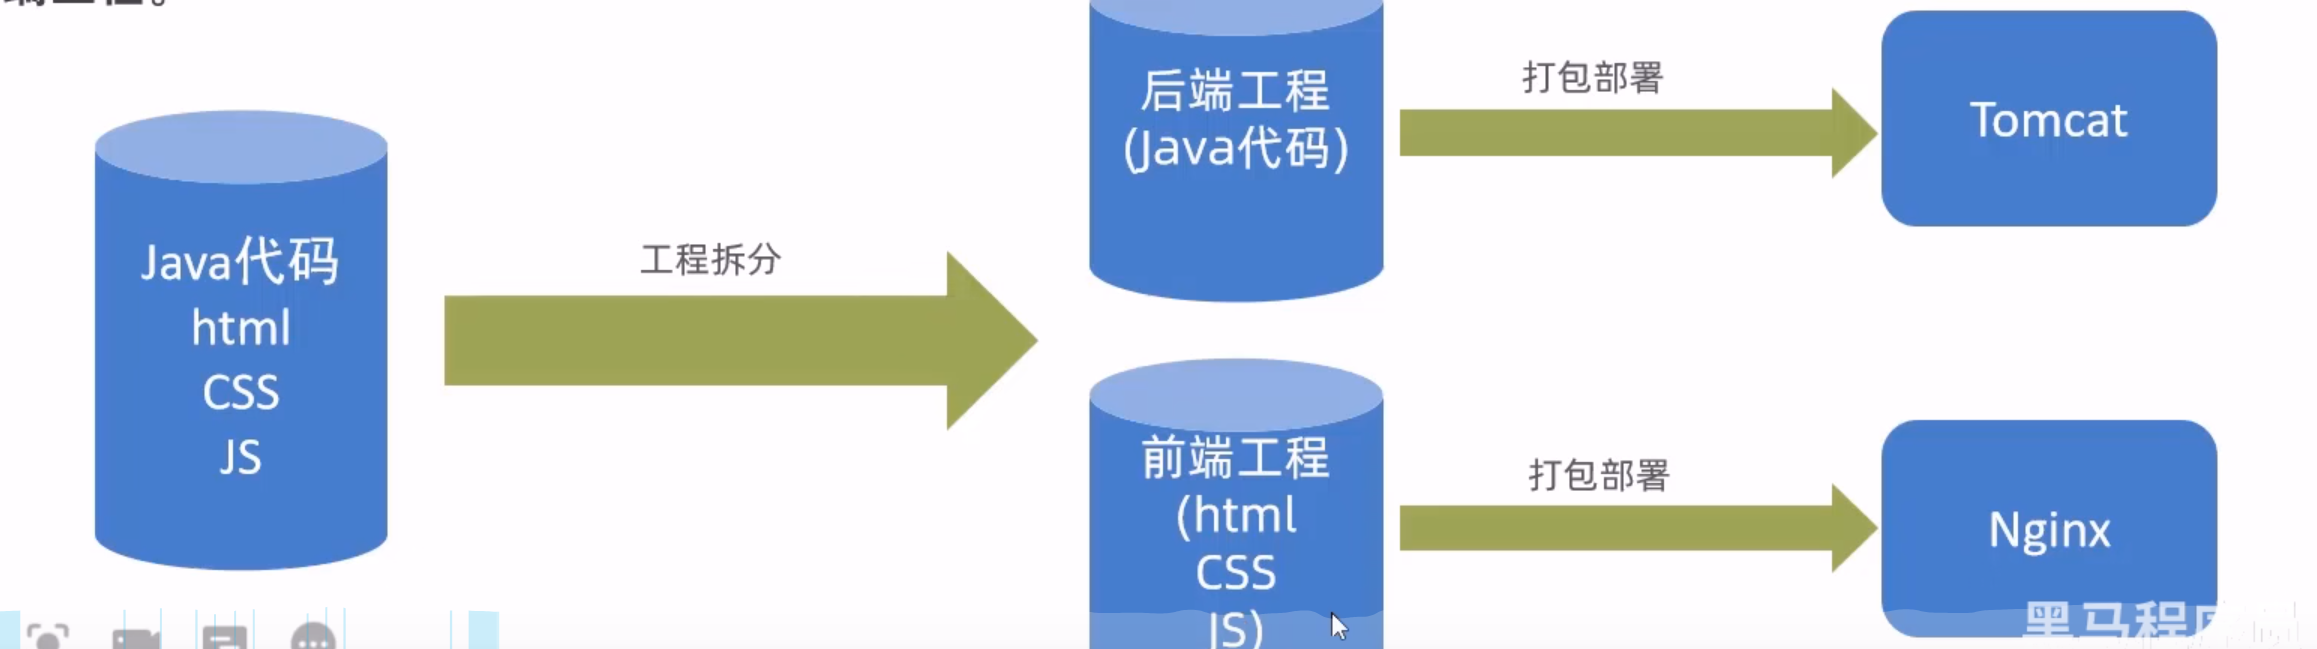 Java代码
html
CSS
JS
工程拆分
后端工程
(Java代码)
打包部署
Tomcat
前端工程
(html
CSS
JS)
打包部署
Nginx
黑马程序